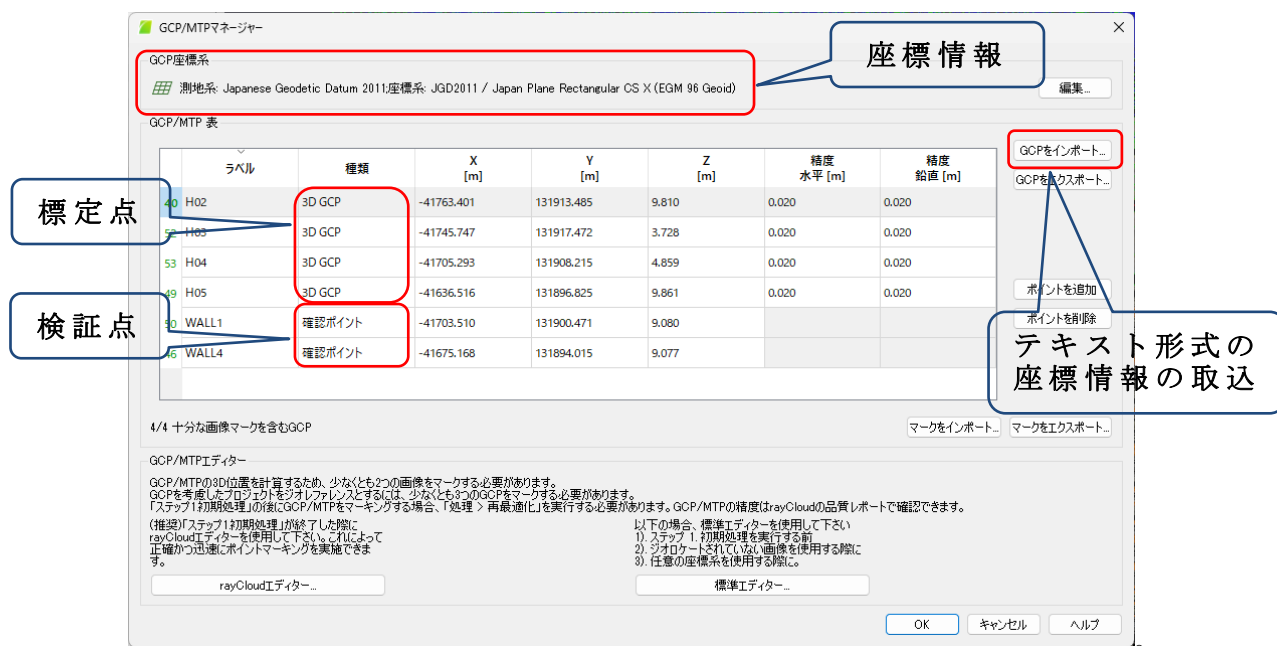 GCP/MTPマネージャー
座標情報
GCP座標系
測地系: Japanese Geodetic Datum 2011;座標系: JGD2011 / Japan Plane Rectangular CS X (EGM 96 Geoid)
編集...
GCP/MTP 表
GCPをインポート...
GCPをエクスポート...
ラベル 種類 X [m] Y [m] Z [m] 精度 水平 [m] 精度 鉛直 [m]
標定点
40 H02 3D GCP -41763.401 131913.485 9.810 0.020 0.020
52 H03 3D GCP -41745.747 131917.472 3.728 0.020 0.020
53 H04 3D GCP -41705.293 131908.215 4.859 0.020 0.020
49 H05 3D GCP -41636.516 131896.825 9.861 0.020 0.020
検証点
50 WALL1 確認ポイント -41703.510 131900.471 9.080
46 WALL4 確認ポイント -41675.168 131894.015 9.077
ポイントを追加
ポイントを削除
テキスト形式の
座標情報の取込
4/4 十分な画像マークを含むGCP
マークをインポート...
マークをエクスポート...
GCP/MTPエディター
GCP/MTPの3D位置を計算するため、少なくとも2つの画像をマークする必要があります。
GCPを考慮したプロジェクトをジオレファレンスとするには、少なくとも3つのGCPをマークする必要があります。
「ステップ1初期処理」の後にGCP/MTPをマーキングする場合、「処理 > 再最適化」を実行する必要があります。GCP/MTPの精度はrayCloudの品質レポートで確認できます。
(推奨)「ステップ1初期処理」が終了した際に
rayCloudエディターを使用して下さい。これによって
正確かつ迅速にポイントマーキングを実施できま
す。
rayCloudエディター...
以下の場合、標準エディターを使用して下さい
1). ステップ 1. 初期処理を実行する前
2). ジオロケートされていない画像を使用する際に
3). 任意の座標系を使用する際に。
標準エディター...
OK
キャンセル
ヘルプ